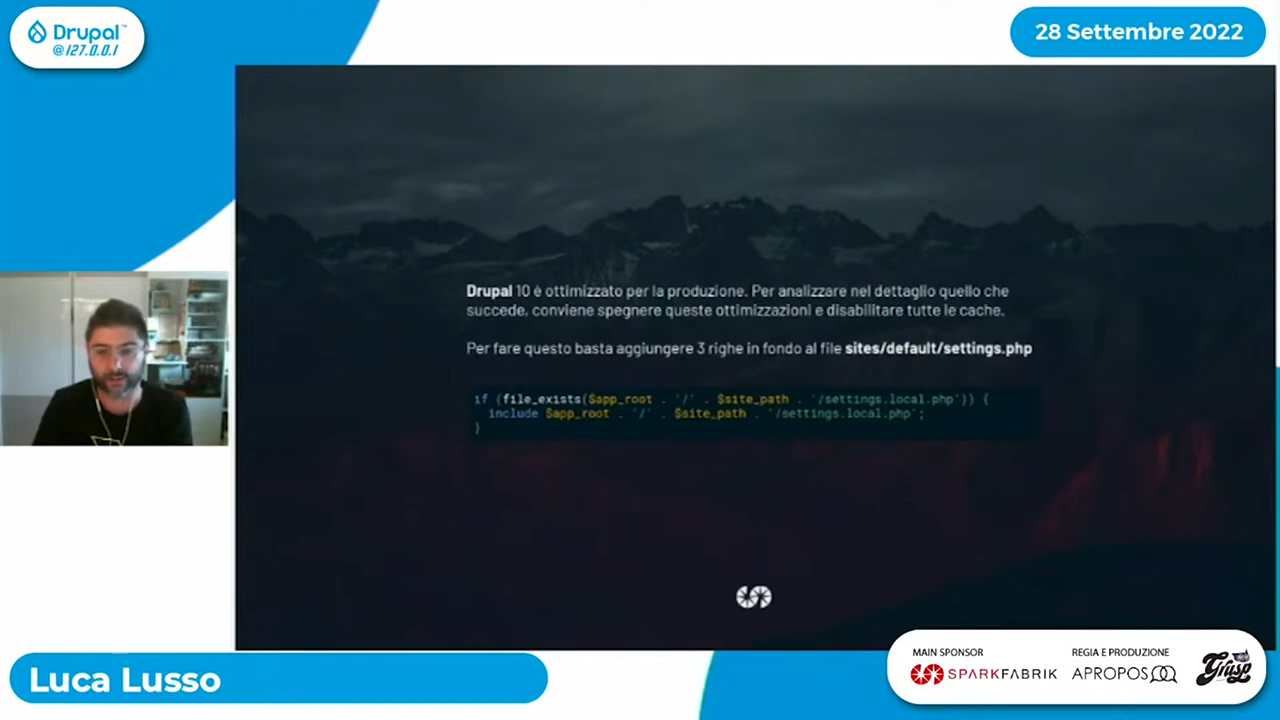 Drupal™
@127.0.0.1
28 Settembre 2022
Drupal 10 è ottimizzato per la produzione. Per analizzare nel dettaglio quello che
succede, conviene spegnere queste ottimizzazioni e disabilitare tutte le cache.
Per fare questo basta aggiungere 3 righe in fondo al file sites/default/settings.php
if (file_exists($app_root . '/' . $site_path . '/settings.local.php')) {
  include $app_root . '/' . $site_path . '/settings.local.php';
}
Luca Lusso
MAIN SPONSOR
SPARKFABRIK
REGIA E PRODUZIONE
APROPOS
Grusp